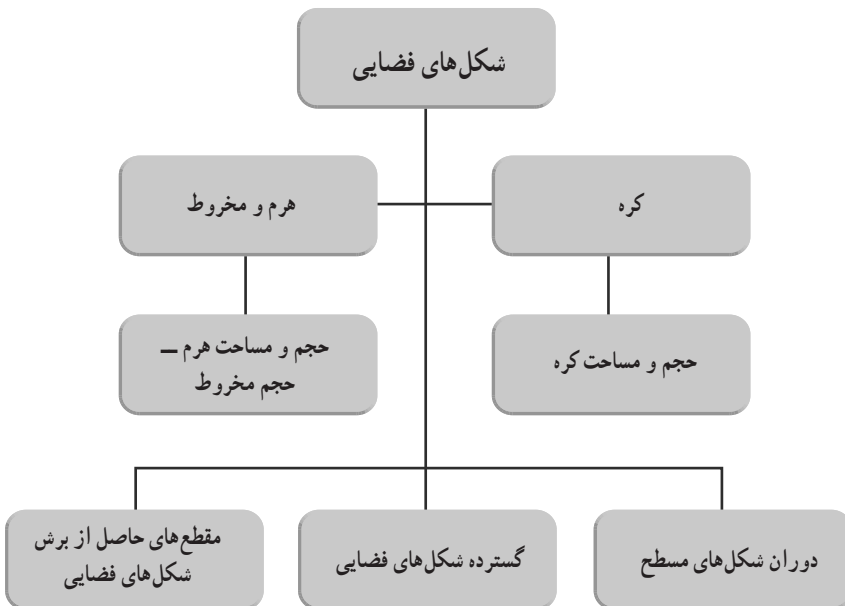 شکل‌های فضایی
کره
هرم و مخروط
حجم و مساحت کره
حجم و مساحت هرم ــ
حجم مخروط
دوران شکل‌های مسطح
گسترده شکل‌های فضایی
مقطع‌های حاصل از برش
شکل‌های فضایی